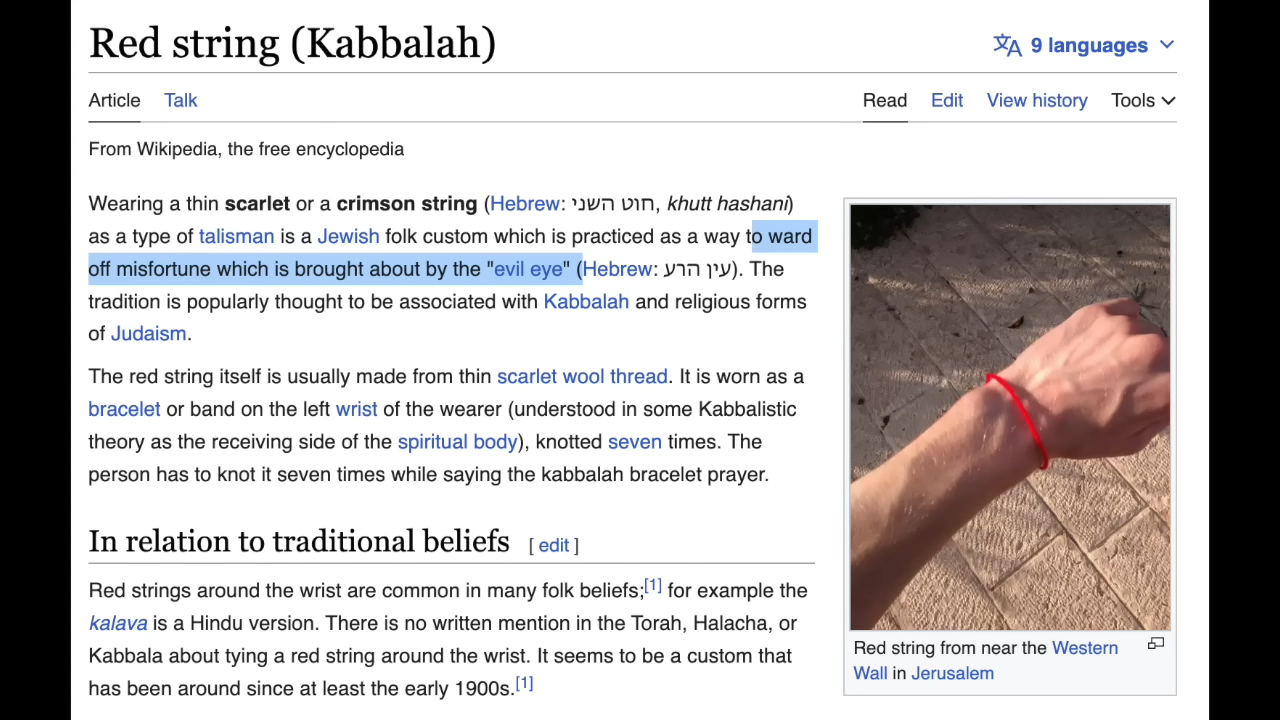 Red string (Kabbalah)
9 languages
Article Talk Read Edit View history Tools
From Wikipedia, the free encyclopedia
Wearing a thin scarlet or a crimson string (Hebrew: חוט השני, khutt hashani)
as a type of talisman is a Jewish folk custom which is practiced as a way to ward
off misfortune which is brought about by the "evil eye" (Hebrew: עין הרע). The
tradition is popularly thought to be associated with Kabbalah and religious forms
of Judaism.
The red string itself is usually made from thin scarlet wool thread. It is worn as a
bracelet or band on the left wrist of the wearer (understood in some Kabbalistic
theory as the receiving side of the spiritual body), knotted seven times. The
person has to knot it seven times while saying the kabbalah bracelet prayer.
In relation to traditional beliefs [ edit ]
Red strings around the wrist are common in many folk beliefs;[1] for example the
kalava is a Hindu version. There is no written mention in the Torah, Halacha, or
Kabbala about tying a red string around the wrist. It seems to be a custom that
has been around since at least the early 1900s.[1]
Red string from near the Western
Wall in Jerusalem